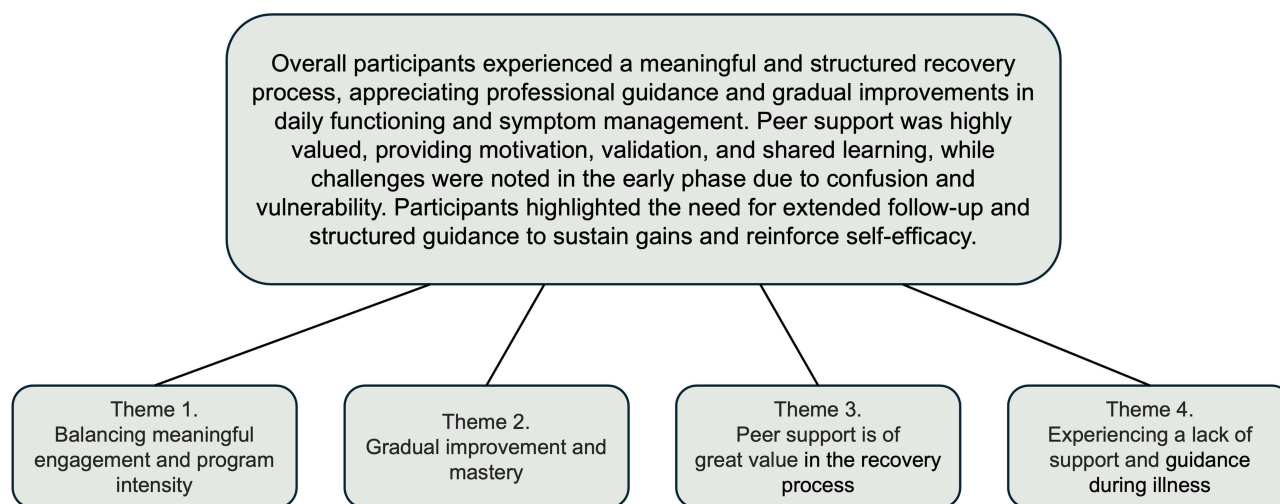 Overall participants experienced a meaningful and structured recovery
process, appreciating professional guidance and gradual improvements in
daily functioning and symptom management. Peer support was highly
valued, providing motivation, validation, and shared learning, while
challenges were noted in the early phase due to confusion and
vulnerability. Participants highlighted the need for extended follow-up and
structured guidance to sustain gains and reinforce self-efficacy.
Theme 1.
Balancing meaningful
engagement and program
intensity
Theme 2.
Gradual improvement and
mastery
Theme 3.
Peer support is of
great value in the recovery
process
Theme 4.
Experiencing a lack of
support and guidance
during illness